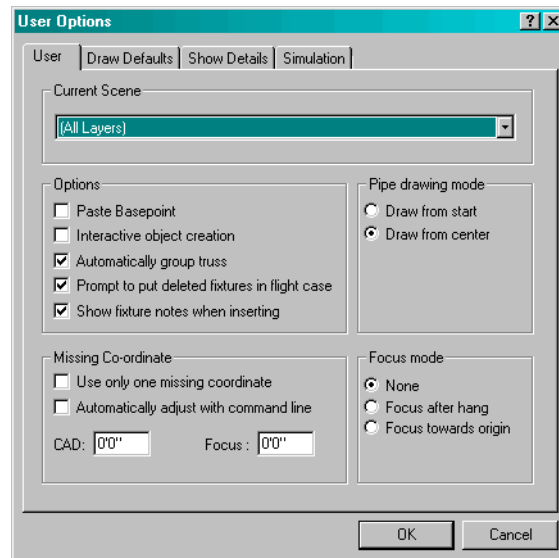 User Options
User
Draw Defaults
Show Details
Simulation
Current Scene
(All Layers)
Options
Paste Basepoint
Interactive object creation
Automatically group truss
Prompt to put deleted fixtures in flight case
Show fixture notes when inserting
Pipe drawing mode
Draw from start
Draw from center
Missing Co-ordinate
Use only one missing coordinate
Automatically adjust with command line
CAD: 0'0" Focus : 0'0"
Focus mode
None
Focus after hang
Focus towards origin
OK
Cancel